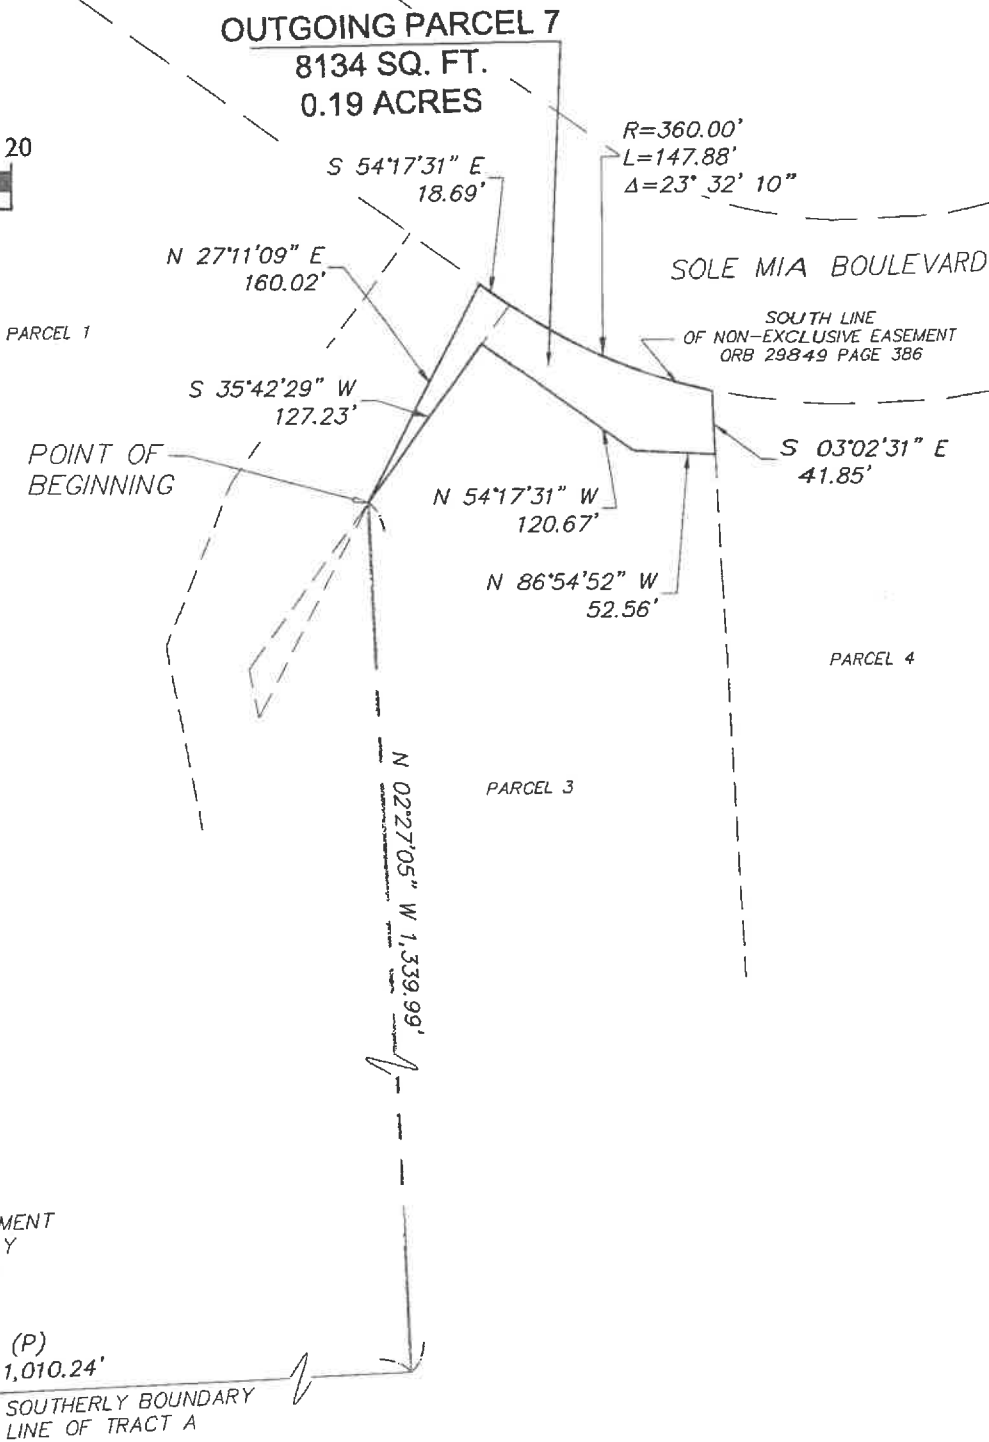 OUTGOING PARCEL 7
8134 SQ. FT.
0.19 ACRES
20
R=360.00'
L=147.88'
Δ=23° 32' 10"
S 54°17'31" E
18.69'
N 27°11'09" E
160.02'
SOLE MIA BOULEVARD
SOUTH LINE
OF NON-EXCLUSIVE EASEMENT
ORB 29849 PAGE 386
PARCEL 1
S 35°42'29" W
127.23'
POINT OF
BEGINNING
S 03°02'31" E
41.85'
N 54°17'31" W
120.67'
N 86°54'52" W
52.56'
PARCEL 4
PARCEL 3
N 02°27'05" W 1,339.99'
MENT
Y
(P)
1,010.24'
SOUTHERLY BOUNDARY
LINE OF TRACT A